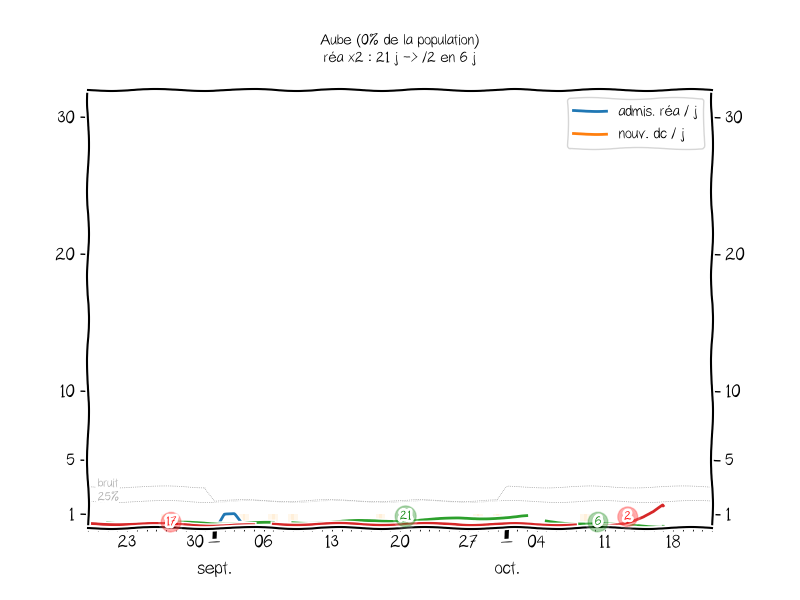 Aube (0% de la population)
réa x2 : 21 j -> /2 en 6 j
admis. réa / j
nouv. dc / j
30 30
20 20
10 10
5 5
bruit
25%
1 17 21 6 2 1
23 30 06 13 20 27 04 11 18
sept. oct.